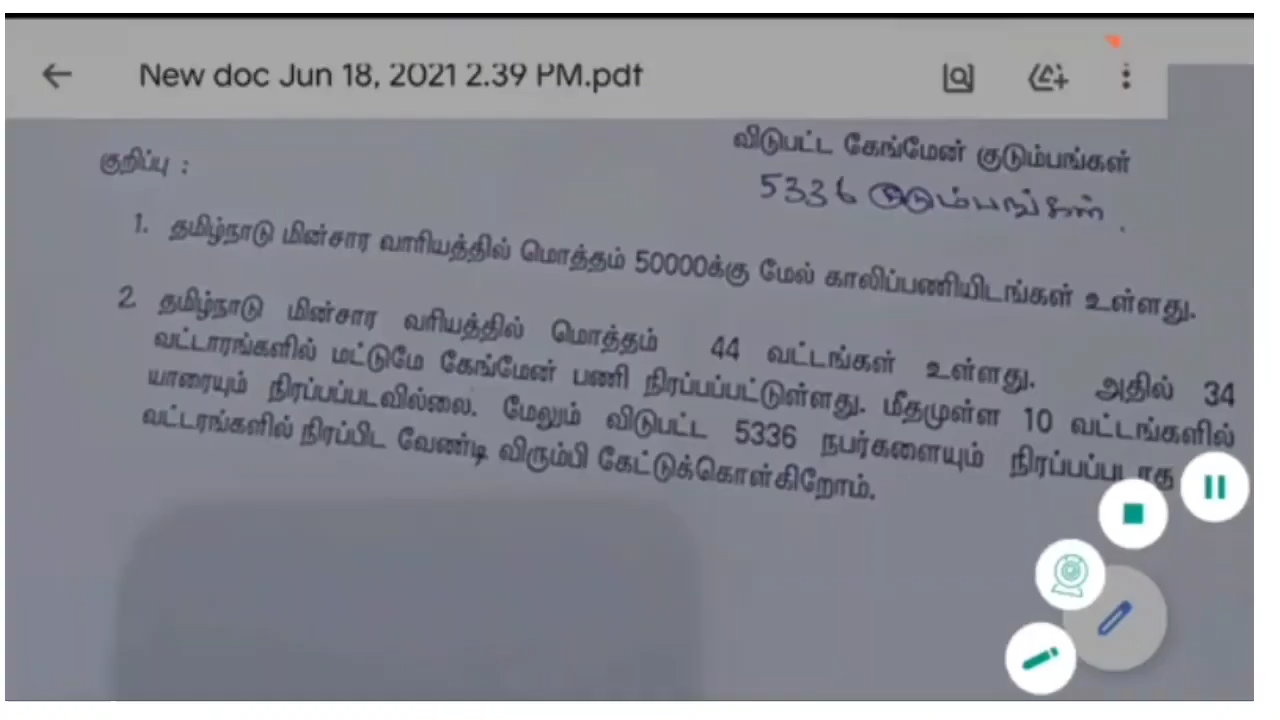 New doc Jun 18, 2021 2.39 PM.pdf
விடுபட்ட கேங்மேன் குடும்பங்கள்
குறிப்பு :
5336 குடும்பங்கள்.
1. தமிழ்நாடு மின்சார வாரியத்தில் மொத்தம் 50000க்கு மேல் காலிப்பணியிடங்கள் உள்ளது.
2. தமிழ்நாடு மின்சார வரியத்தில் மொத்தம் 44 வட்டங்கள் உள்ளது. அதில் 34
வட்டாரங்களில் மட்டுமே கேங்மேன் பணி நிரப்பப்பட்டுள்ளது. மீதமுள்ள 10 வட்டங்களில்
யாரையும் நிரப்பப்படவில்லை. மேலும் விடுபட்ட 5336 நபர்களையும் நிரப்பப்படாத
வட்டரங்களில் நிரப்பிட வேண்டி விரும்பி கேட்டுக்கொள்கிறோம்.